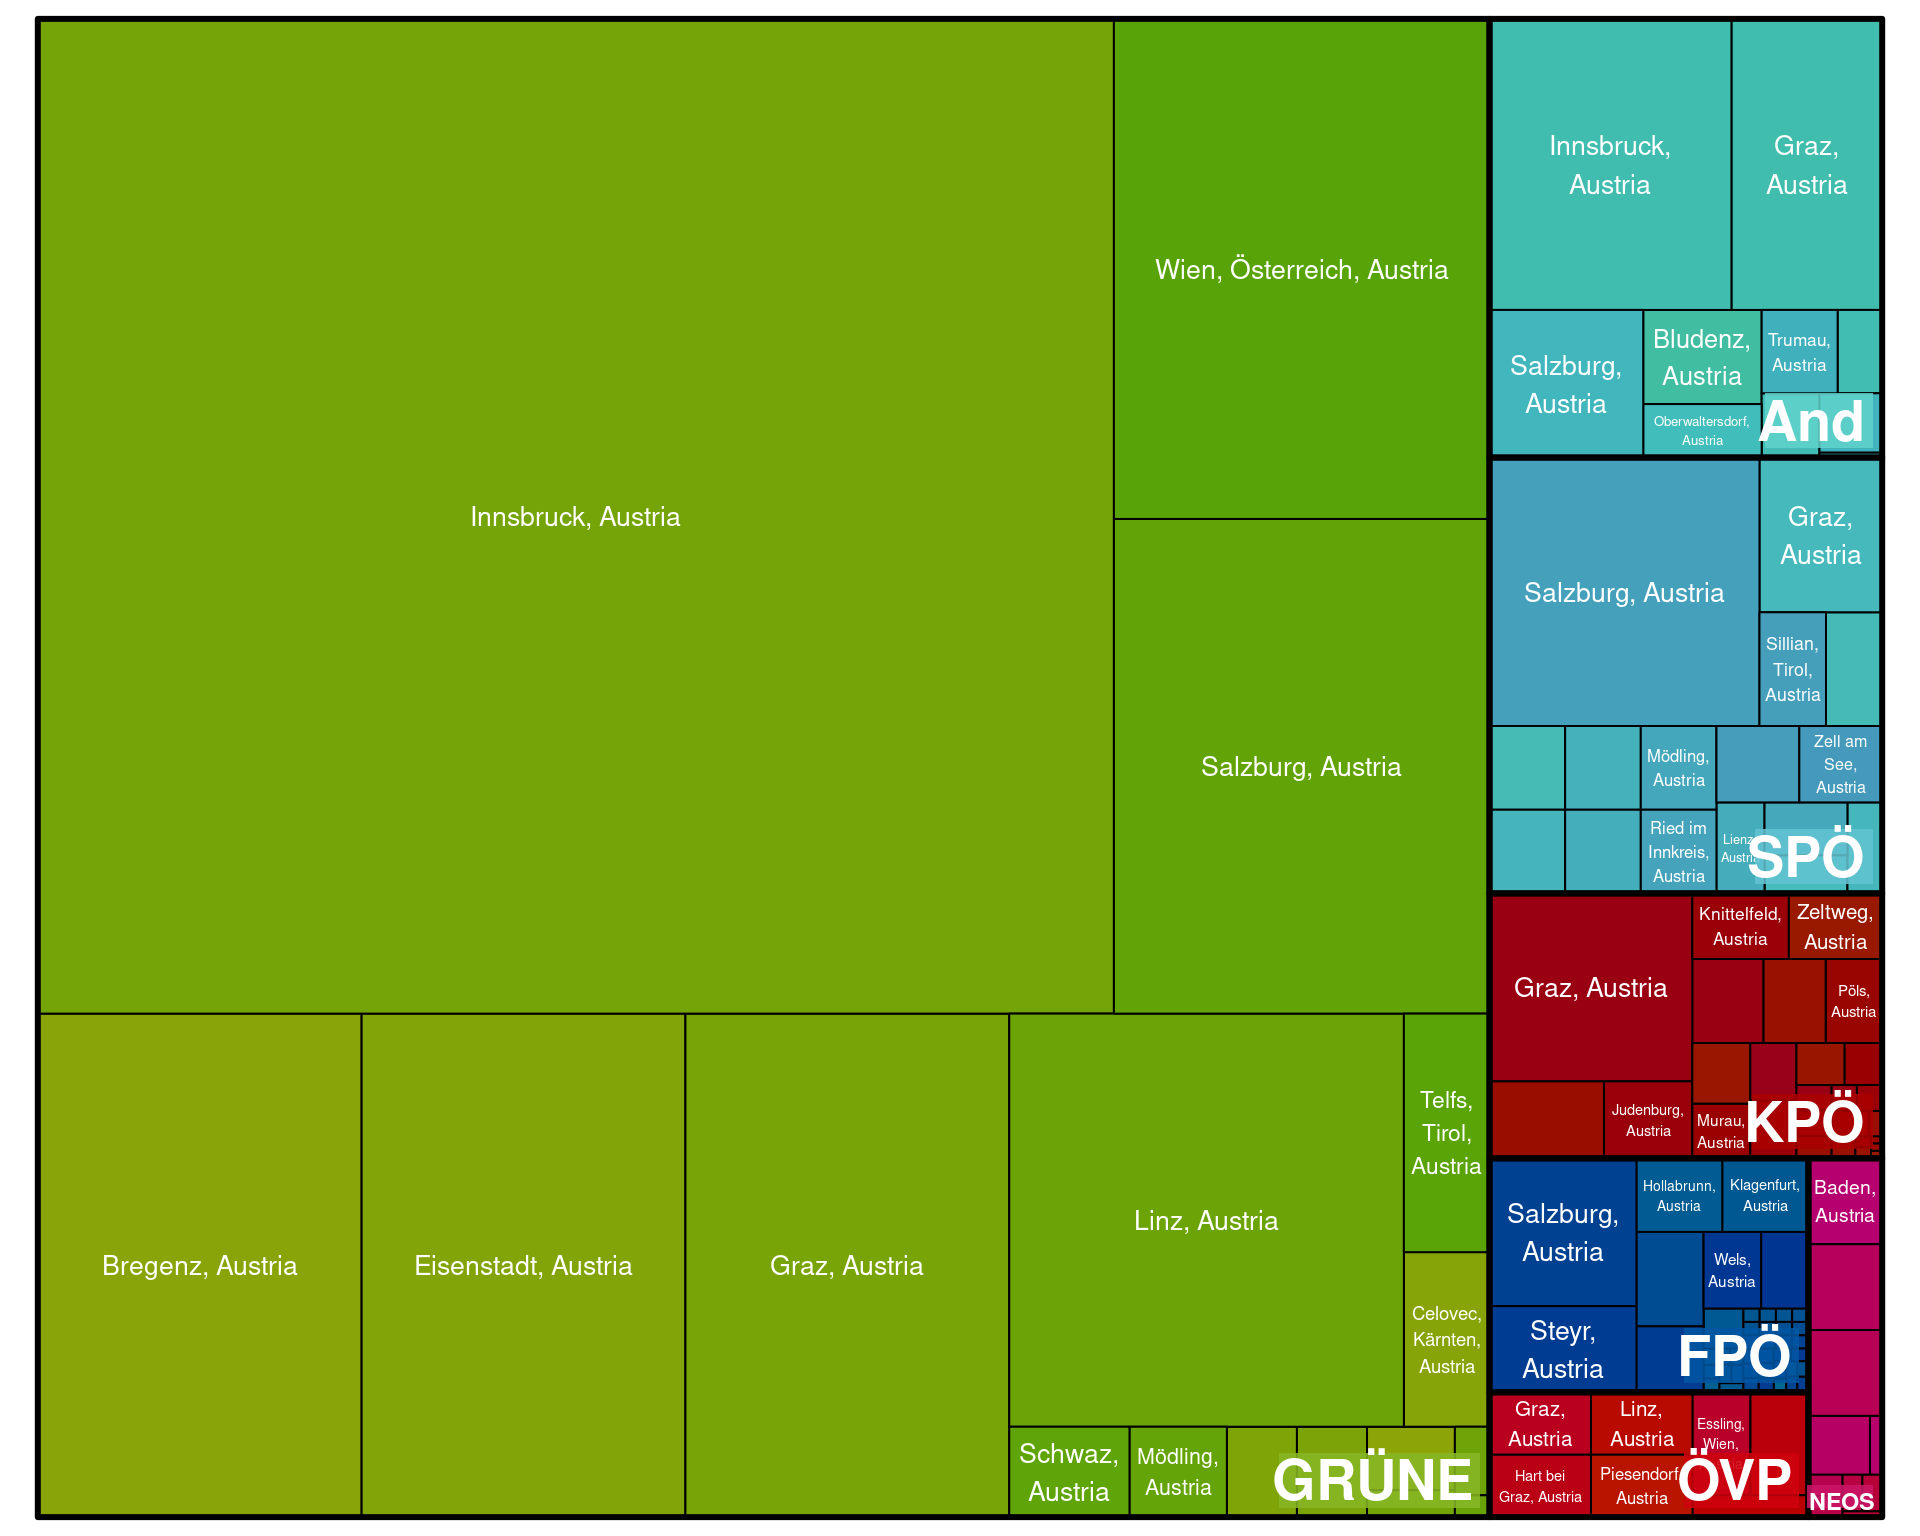 Innsbruck, Austria
Wien, Österreich, Austria
Salzburg, Austria
Bregenz, Austria
Eisenstadt, Austria
Graz, Austria
Linz, Austria
Telfs,
Tirol,
Austria
Celovec,
Kärnten,
Austria
Schwaz,
Austria
Mödling,
Austria
GRÜNE
Innsbruck,
Austria
Graz,
Austria
Salzburg,
Austria
Bludenz,
Austria
Trumau,
Austria
Oberwaltersdorf,
Austria
And
Salzburg, Austria
Graz,
Austria
Sillian,
Tirol,
Austria
Mödling,
Austria
Zell am
See,
Austria
Ried im
Innkreis,
Austria
Lienz,
Austria
SPÖ
Graz, Austria
Knittelfeld,
Austria
Zeltweg,
Austria
Pöls,
Austria
Judenburg,
Austria
Murau,
Austria
KPÖ
Salzburg,
Austria
Hollabrunn,
Austria
Klagenfurt,
Austria
Wels,
Austria
Steyr,
Austria
FPÖ
Baden,
Austria
NEOS
Graz,
Austria
Linz,
Austria
Essling,
Wien,
Hart bei
Graz, Austria
Piesendorf,
Austria
ÖVP